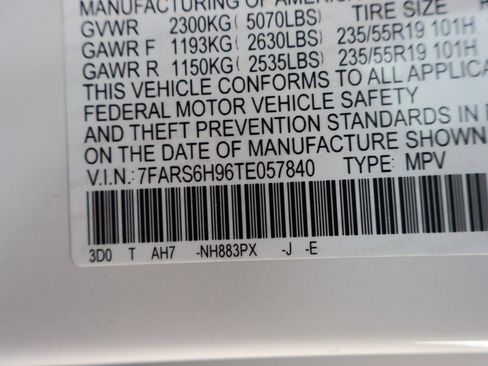 MANUFACTURING OF AMERICA
GVWR 2300KG (5070LBS) TIRE SIZE
GAWR F 1193KG (2630LBS) 235/55R19 101H
GAWR R 1150KG (2535LBS) 235/55R19 101H
THIS VEHICLE CONFORMS TO ALL APPLICA
FEDERAL MOTOR VEHICLE SAFETY
AND THEFT PREVENTION STANDARDS IN
ON THE DATE OF MANUFACTURE SHOWN
V.I.N.: 7FARS6H96TE057840 TYPE: MPV
3D0 T AH7 -NH883PX -J -E